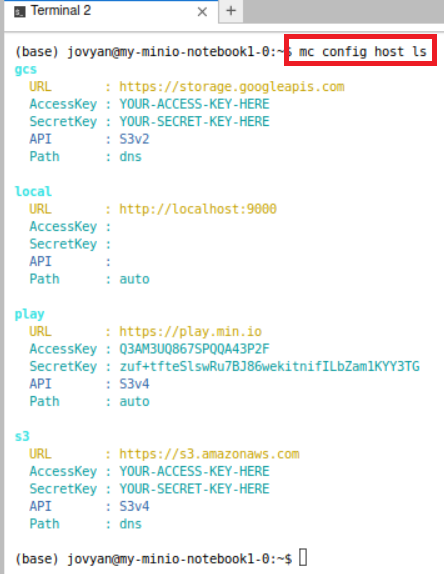 Terminal 2
(base) jovyan@my-minio-notebook1-0:~$ mc config host ls
gcs
URL : https://storage.googleapis.com
AccessKey : YOUR-ACCESS-KEY-HERE
SecretKey : YOUR-SECRET-KEY-HERE
API : S3v2
Path : dns
local
URL : http://localhost:9000
AccessKey :
SecretKey :
API :
Path : auto
play
URL : https://play.min.io
AccessKey : Q3AM3UQ867SPQQA43P2F
SecretKey : zuf+tfteSlswRu7BJ86wekitnifILbZam1KYY3TG
API : S3v4
Path : auto
s3
URL : https://s3.amazonaws.com
AccessKey : YOUR-ACCESS-KEY-HERE
SecretKey : YOUR-SECRET-KEY-HERE
API : S3v4
Path : dns
(base) jovyan@my-minio-notebook1-0:~$